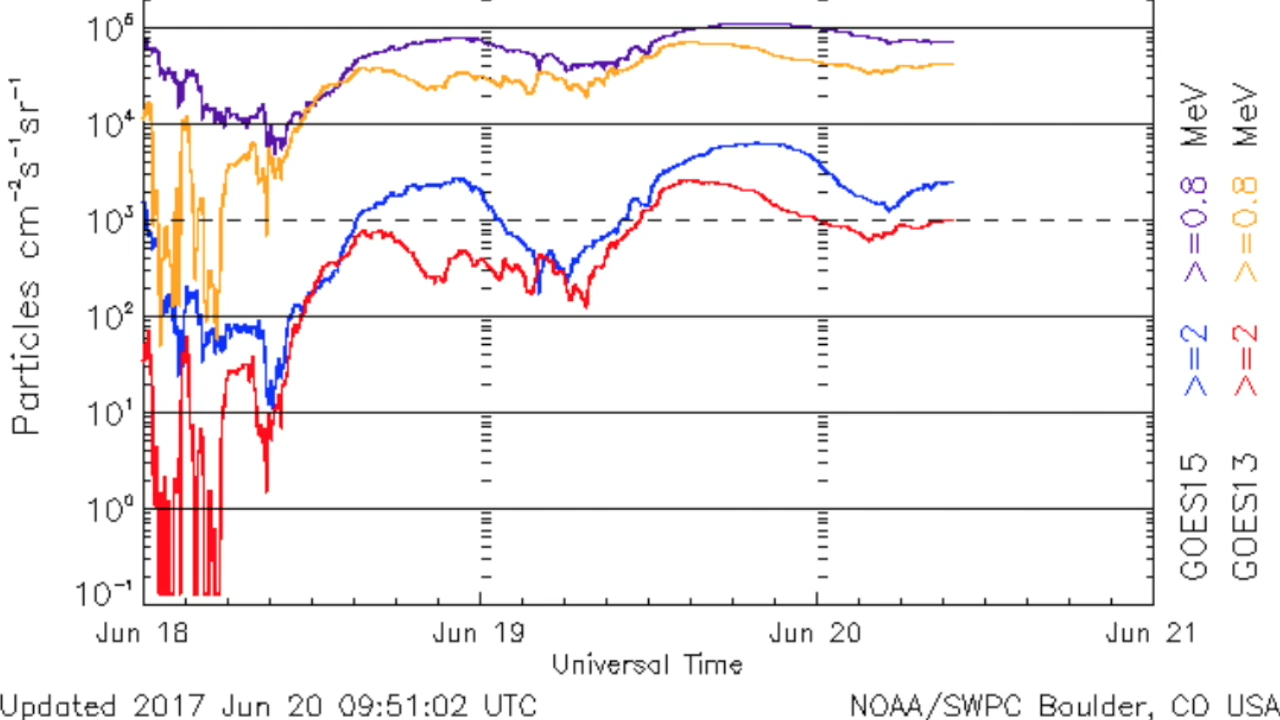 Particles cm⁻²s⁻¹sr⁻¹
10⁵
10⁴
10³
10²
10¹
10⁰
10⁻¹
Jun 18 Jun 19 Jun 20 Jun 21
Universal Time
GOES15 >=2 >=0.8 MeV
GOES13 >=2 >=0.8 MeV
Updated 2017 Jun 20 09:51:02 UTC
NOAA/SWPC Boulder, CO USA